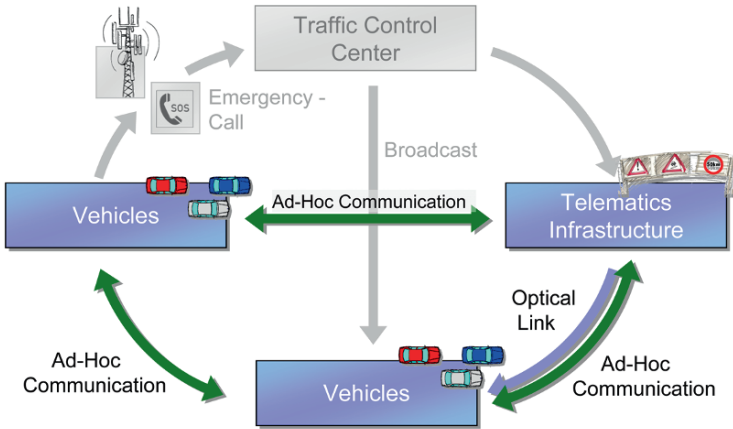 Traffic Control
Center
SOS
Emergency -
Call
Broadcast
Vehicles
Ad-Hoc Communication
Telematics
Infrastructure
Optical
Link
Ad-Hoc
Communication
Ad-Hoc
Communication
Vehicles